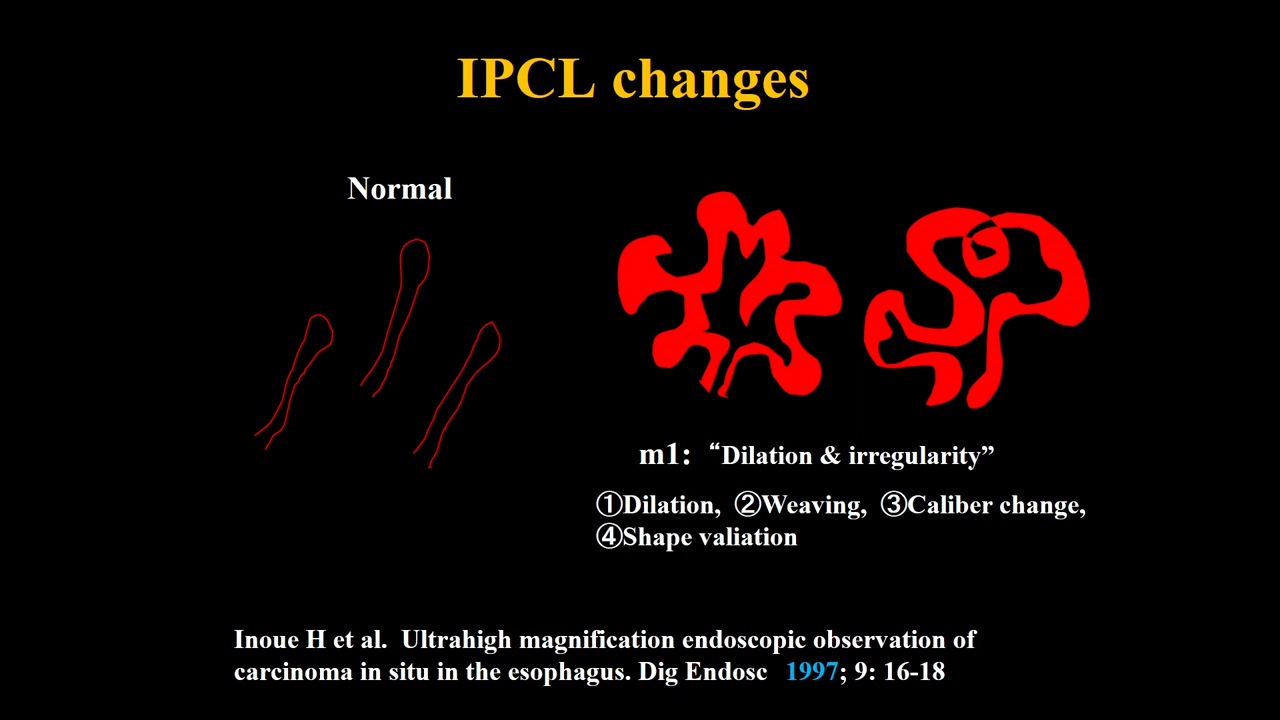 IPCL changes
Normal
m1: “Dilation & irregularity”
①Dilation, ②Weaving, ③Caliber change,
④Shape valiation
Inoue H et al. Ultrahigh magnification endoscopic observation of
carcinoma in situ in the esophagus. Dig Endosc 1997; 9: 16-18